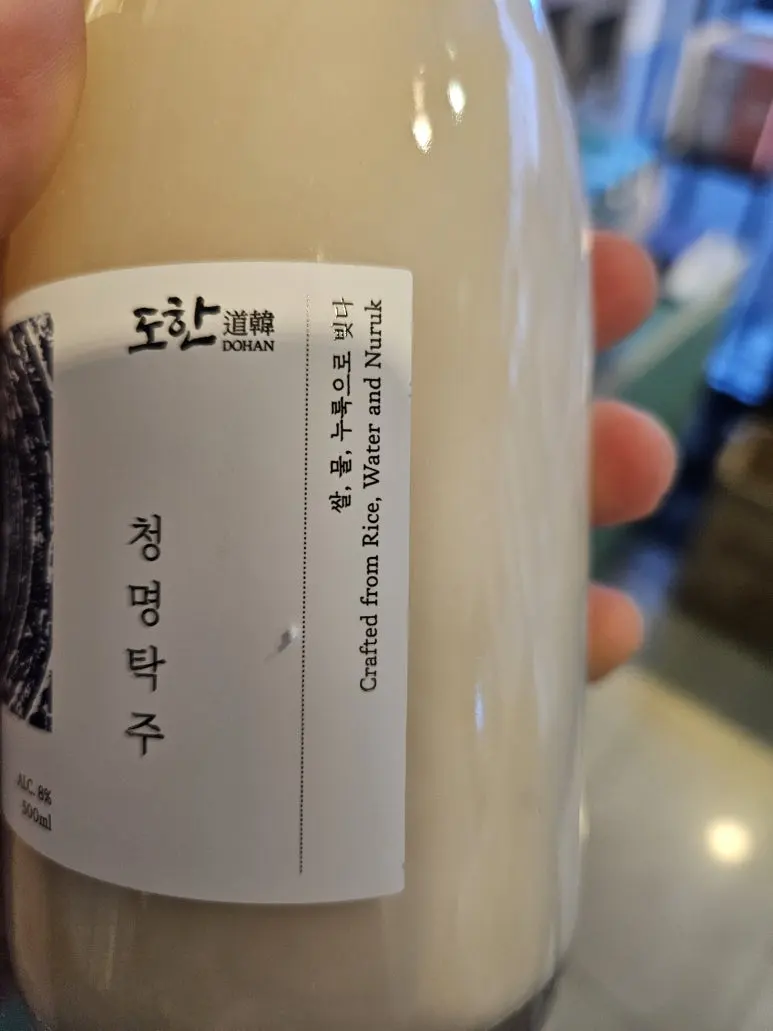 도한 道韓
DOHAN
쌀, 물, 누룩으로 빚다
Crafted from Rice, Water and Nuruk
청명탁주
ALC. 8%
500ml